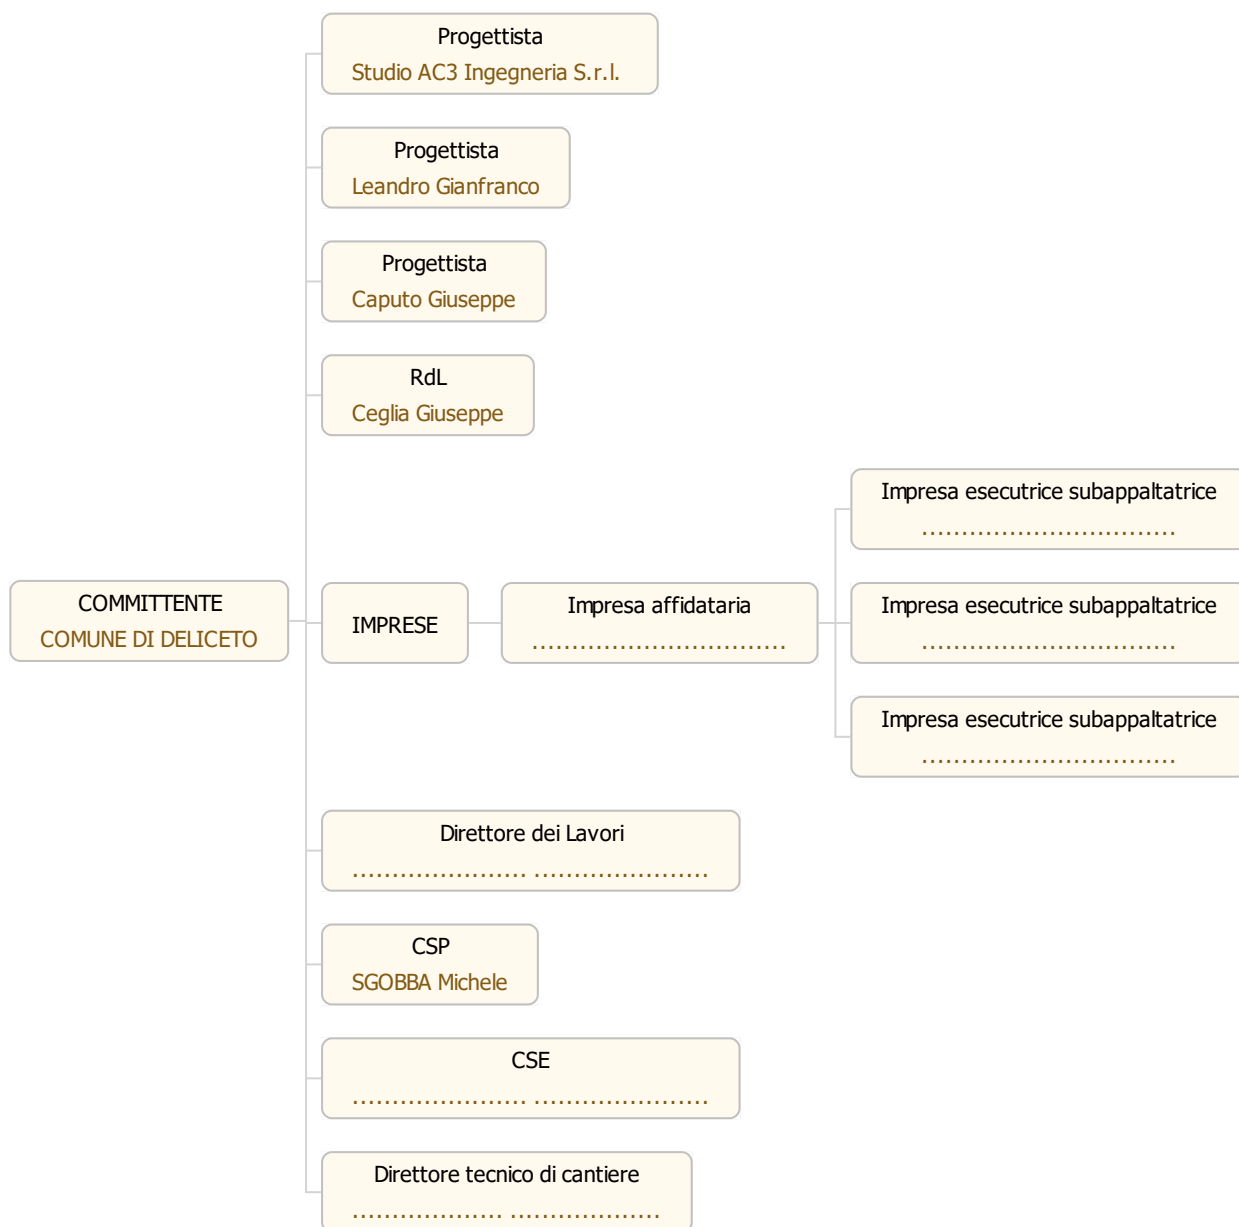 Progettista
Studio AC3 Ingegneria S.r.l.
Progettista
Leandro Gianfranco
Progettista
Caputo Giuseppe
RdL
Ceglia Giuseppe
COMMITTENTE
COMUNE DI DELICETO
IMPRESE
Impresa affidataria
................................
Impresa esecutrice subappaltatrice
................................
Impresa esecutrice subappaltatrice
................................
Impresa esecutrice subappaltatrice
................................
Direttore dei Lavori
...................... ......................
CSP
SGOBBA Michele
CSE
...................... ......................
Direttore tecnico di cantiere
................... ...................